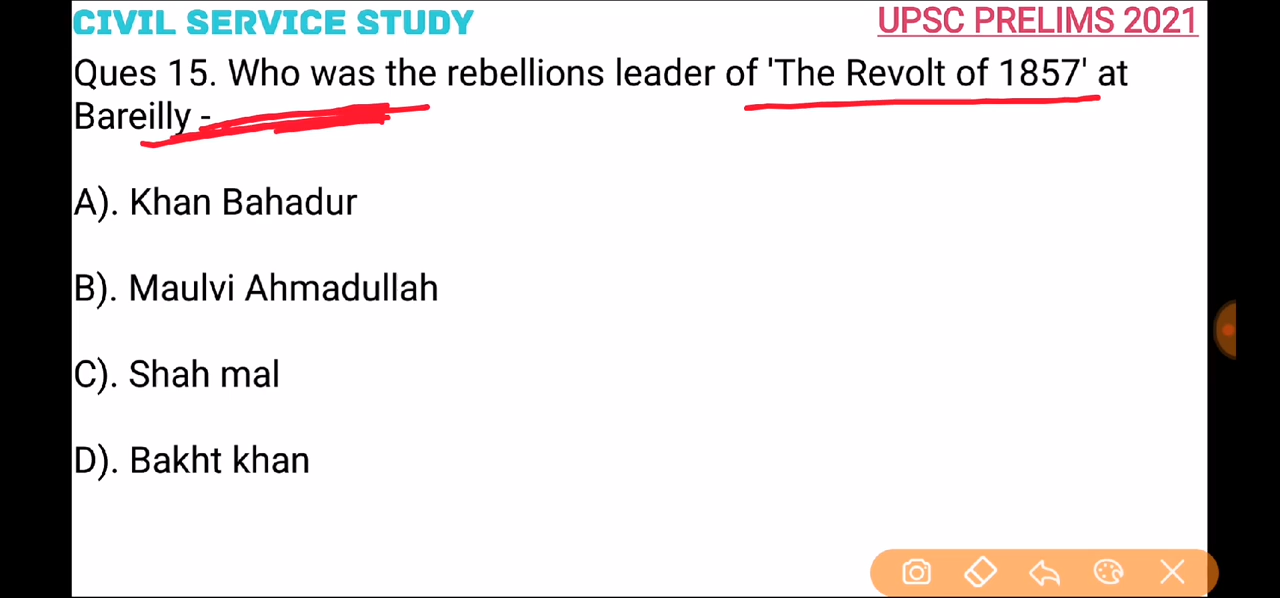 CIVIL SERVICE STUDY
UPSC PRELIMS 2021
Ques 15. Who was the rebellions leader of 'The Revolt of 1857' at
Bareilly -
A). Khan Bahadur
B). Maulvi Ahmadullah
C). Shah mal
D). Bakht khan